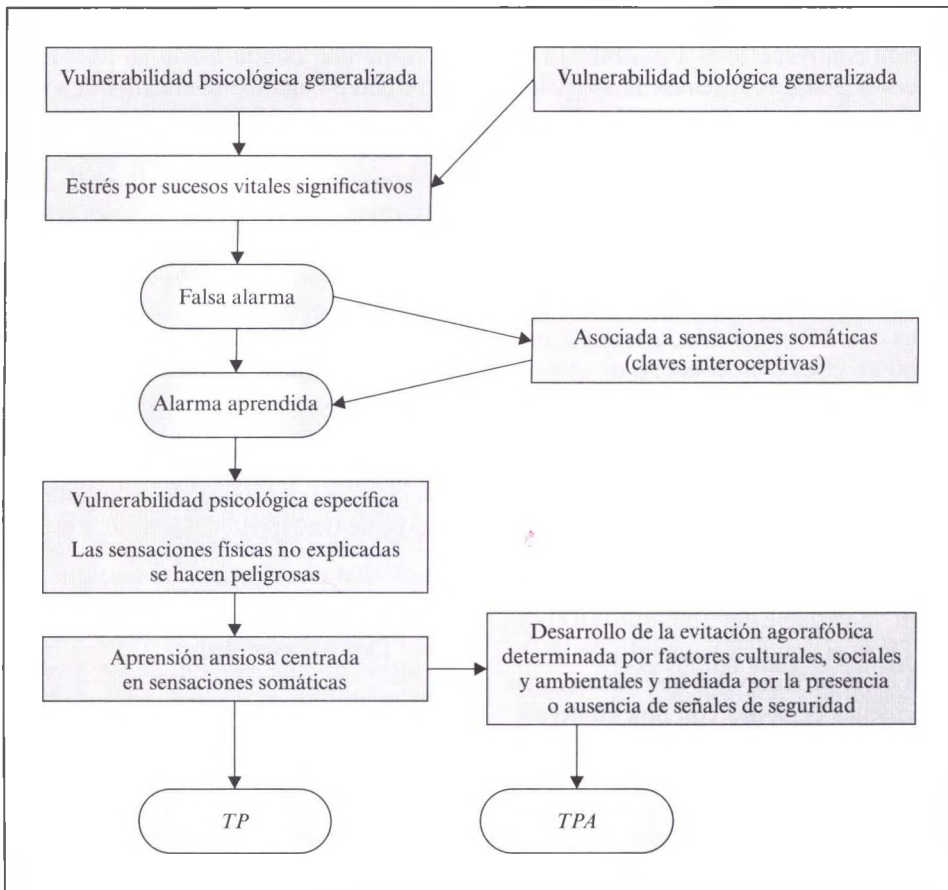 Vulnerabilidad psicológica generalizada
Vulnerabilidad biológica generalizada
Estrés por sucesos vitales significativos
Falsa alarma
Asociada a sensaciones somáticas
(claves interoceptivas)
Alarma aprendida
Vulnerabilidad psicológica específica
Las sensaciones físicas no explicadas
se hacen peligrosas
Aprensión ansiosa centrada
en sensaciones somáticas
Desarrollo de la evitación agorafóbica
determinada por factores culturales, sociales
y ambientales y mediada por la presencia
o ausencia de señales de seguridad
TP
TPA